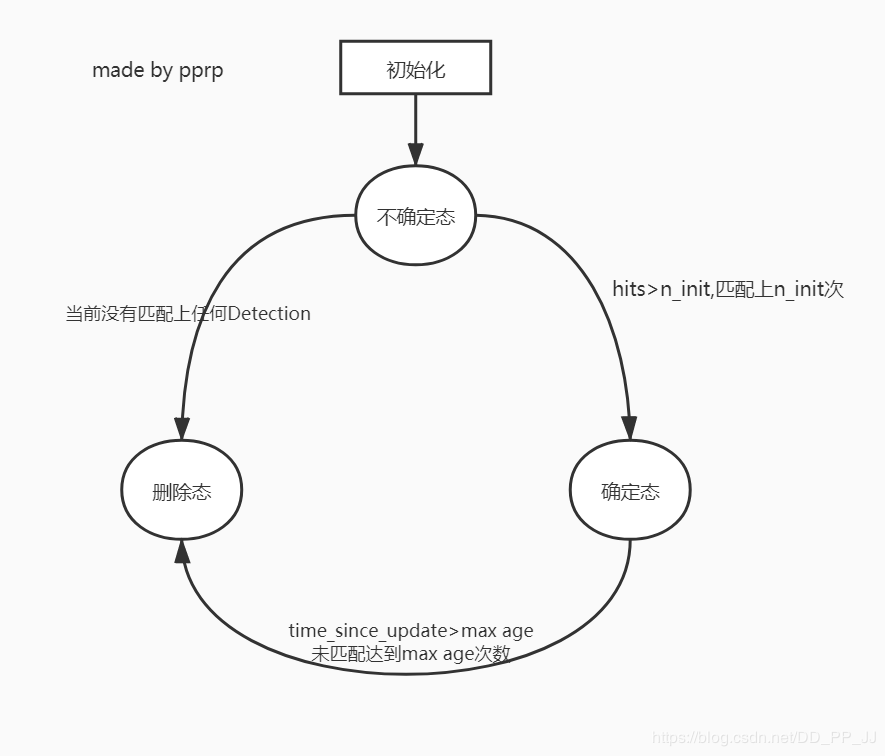 made by pprp
初始化
不确定态
hits>n_init,匹配上n_init次
当前没有匹配上任何Detection
删除态
确定态
time_since_update>max age
未匹配达到max age次数
https://blog.csdn.net/DD_PP_JJ